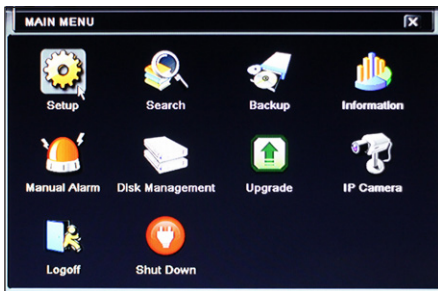 MAIN MENU
Setup Search Backup Information
Manual Alarm Disk Management Upgrade IP Camera
Logoff Shut Down